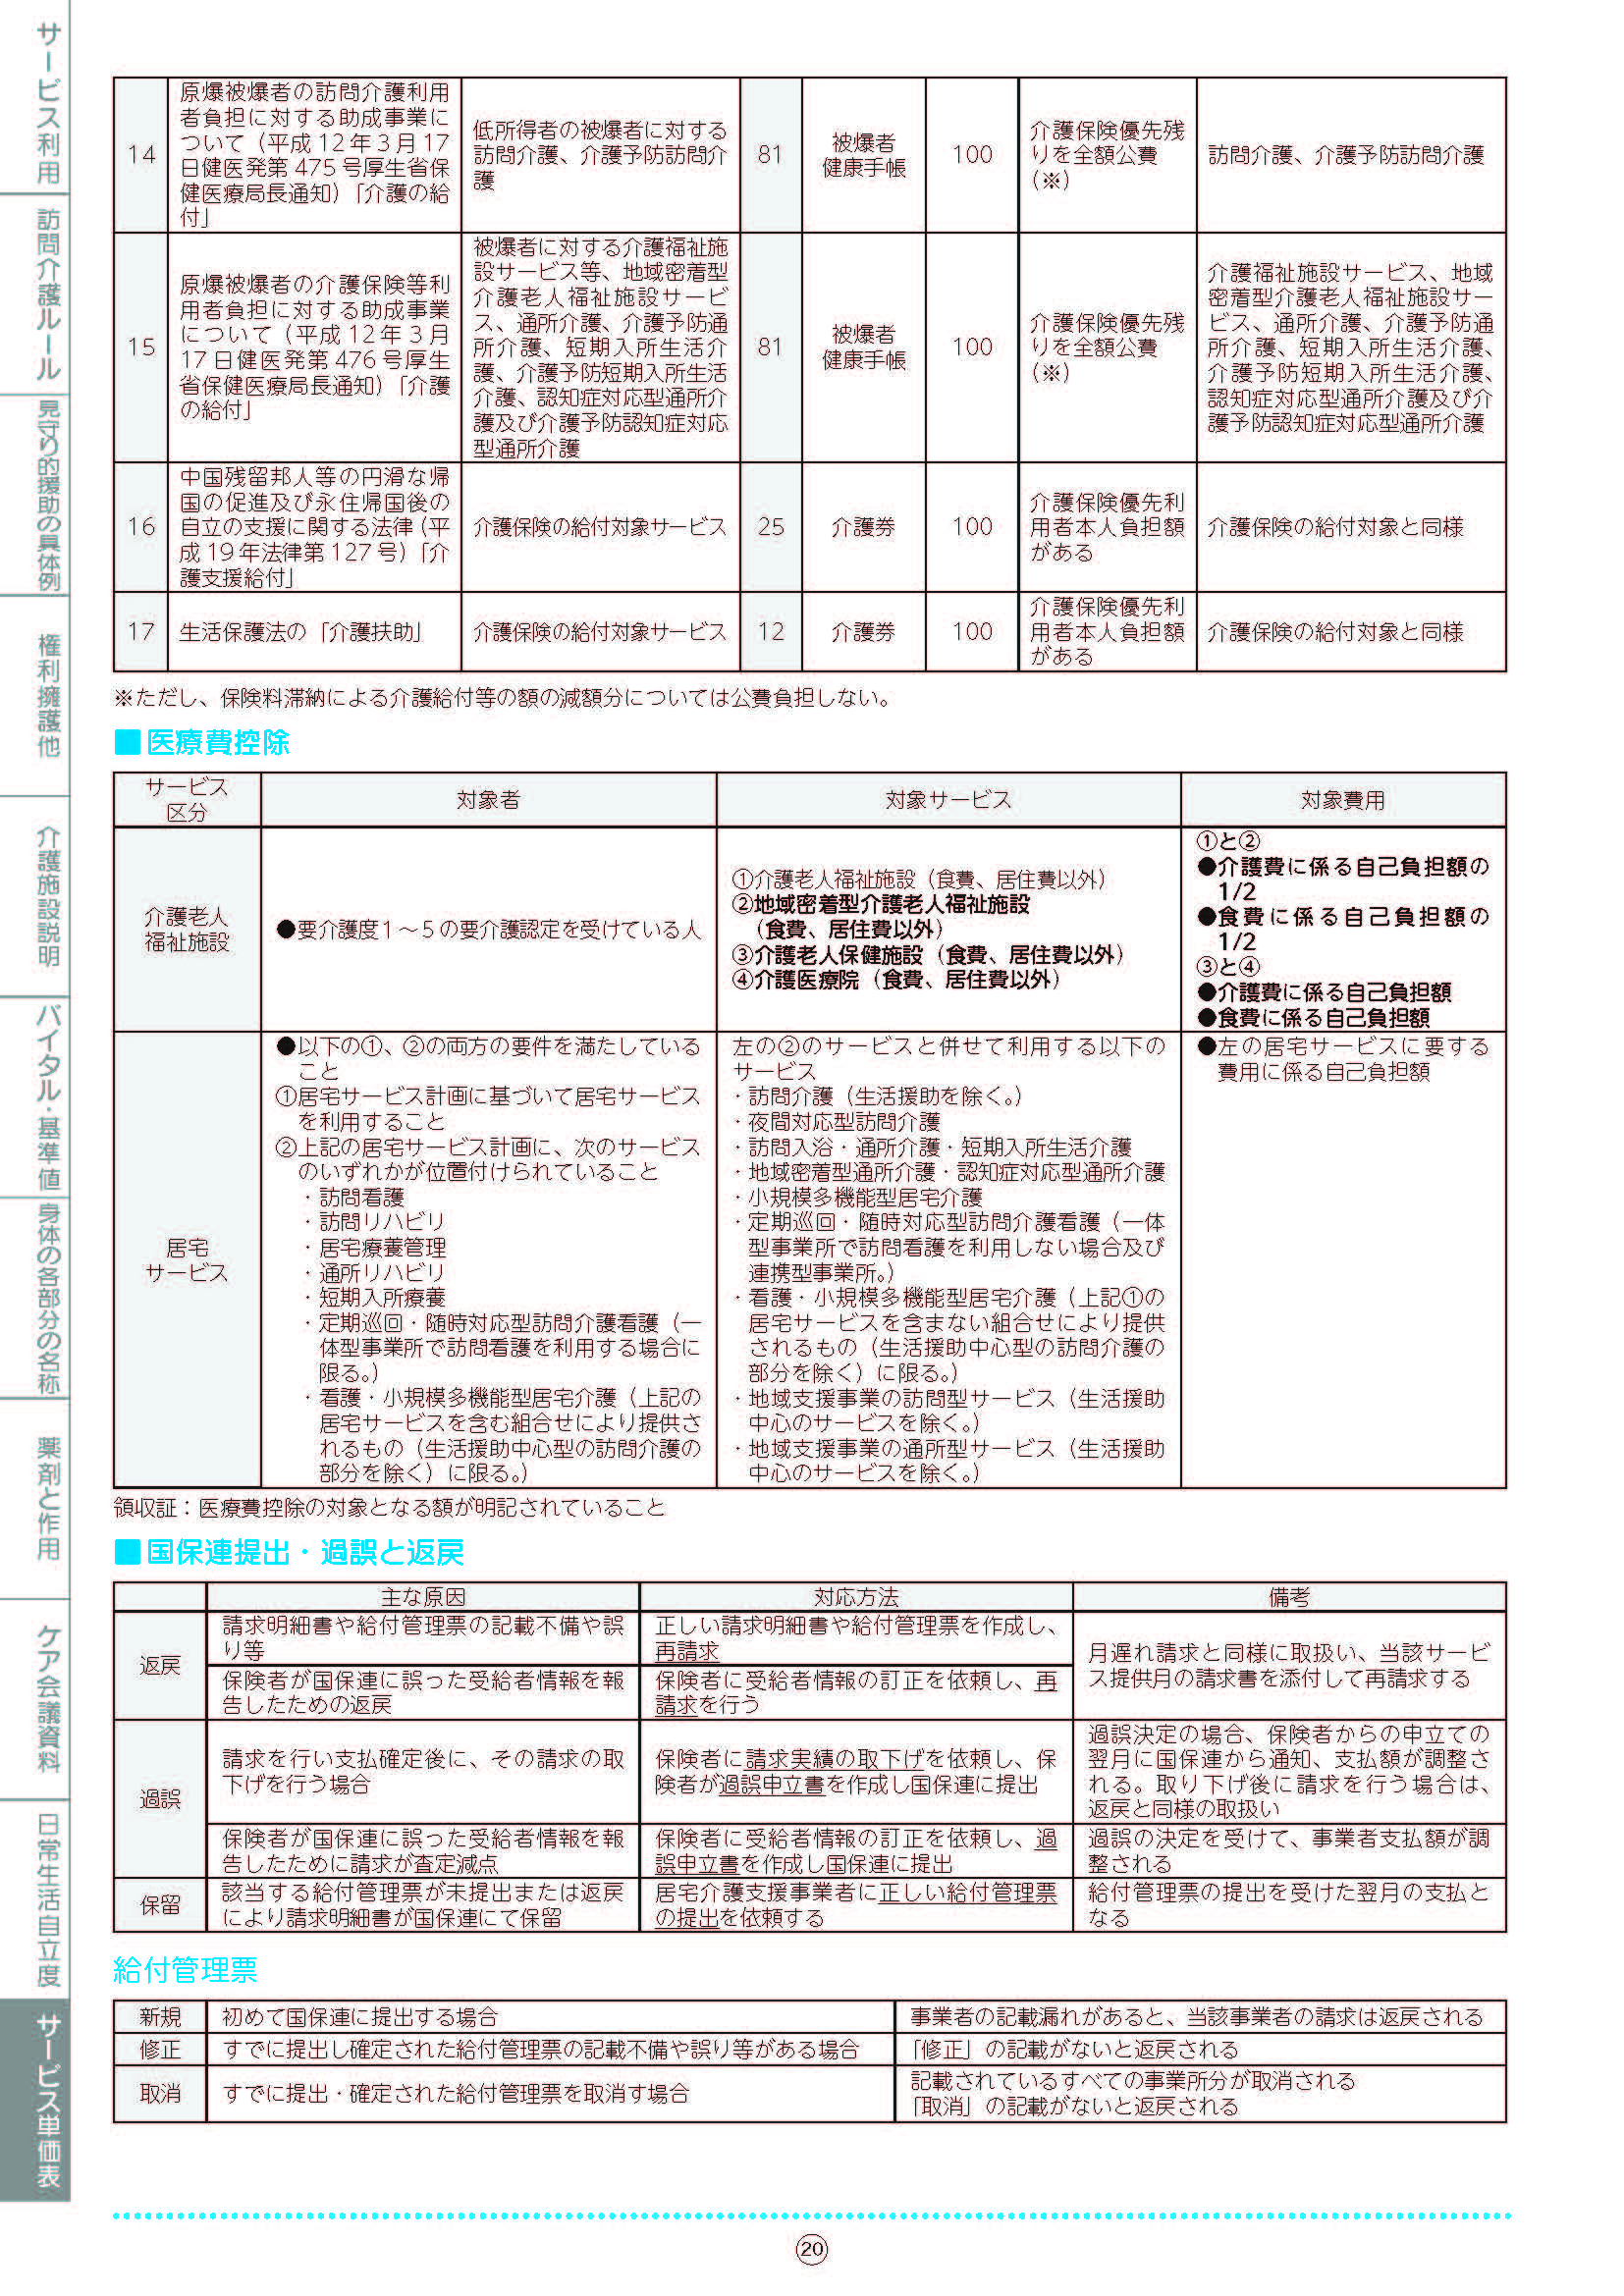 サービス利用
訪問介護ルール
見守り的援助の具体例
権利擁護他
介護施設説明
バイタル・基準値
身体の各部分の名称
薬剤と作用
ケア会議資料
日常生活自立度
サービス単価表
14
原爆被爆者の訪問介護利用
者負担に対する助成事業に
ついて（平成12年3月17
日健医発第475号厚生省保
健医療局長通知）「介護の給
付」
低所得者の被爆者に対する
訪問介護、介護予防訪問介
護
81
被爆者
健康手帳
100
介護保険優先残
りを全額公費
（※）
訪問介護、介護予防訪問介護
15
原爆被爆者の介護保険等利
用者負担に対する助成事業
について（平成12年3月
17日健医発第476号厚生
省保健医療局長通知）「介護
の給付」
被爆者に対する介護福祉施
設サービス等、地域密着型
介護老人福祉施設サービ
ス、通所介護、介護予防通
所介護、短期入所生活介
護、介護予防短期入所生活
介護、認知症対応型通所介
護及び介護予防認知症対応
型通所介護
81
被爆者
健康手帳
100
介護保険優先残
りを全額公費
（※）
介護福祉施設サービス、地域
密着型介護老人福祉施設サー
ビス、通所介護、介護予防通
所介護、短期入所生活介護、
介護予防短期入所生活介護、
認知症対応型通所介護及び介
護予防認知症対応型通所介護
16
中国残留邦人等の円滑な帰
国の促進及び永住帰国後の
自立の支援に関する法律（平
成19年法律第127号）「介
護支援給付」
介護保険の給付対象サービス
25
介護券
100
介護保険優先利
用者本人負担額
がある
介護保険の給付対象と同様
17
生活保護法の「介護扶助」
介護保険の給付対象サービス
12
介護券
100
介護保険優先利
用者本人負担額
がある
介護保険の給付対象と同様
※ただし、保険料滞納による介護給付等の額の減額分については公費負担しない。
■医療費控除
サービス
区分
対象者
対象サービス
対象費用
介護老人
福祉施設
●要介護度1～5の要介護認定を受けている人
①介護老人福祉施設（食費、居住費以外）
②地域密着型介護老人福祉施設
（食費、居住費以外）
③介護老人保健施設（食費、居住費以外）
④介護医療院（食費、居住費以外）
①と②
●介護費に係る自己負担額の
1/2
●食費に係る自己負担額の
1/2
③と④
●介護費に係る自己負担額
●食費に係る自己負担額
居宅
サービス
●以下の①、②の両方の要件を満たしている
こと
①居宅サービス計画に基づいて居宅サービス
を利用すること
②上記の居宅サービス計画に、次のサービス
のいずれかが位置付けられていること
・訪問看護
・訪問リハビリ
・居宅療養管理
・通所リハビリ
・短期入所療養
・定期巡回・随時対応型訪問介護看護（一
体型事業所で訪問看護を利用する場合に
限る。）
・看護・小規模多機能型居宅介護（上記の
居宅サービスを含む組合せにより提供さ
れるもの（生活援助中心型の訪問介護の
部分を除く）に限る。）
左の②のサービスと併せて利用する以下の
サービス
・訪問介護（生活援助を除く。）
・夜間対応型訪問介護
・訪問入浴・通所介護・短期入所生活介護
・地域密着型通所介護・認知症対応型通所介護
・小規模多機能型居宅介護
・定期巡回・随時対応型訪問介護看護（一体
型事業所で訪問看護を利用しない場合及び
連携型事業所。）
・看護・小規模多機能型居宅介護（上記①の
居宅サービスを含まない組合せにより提供
されるもの（生活援助中心型の訪問介護の
部分を除く）に限る。）
・地域支援事業の訪問型サービス（生活援助
中心のサービスを除く。）
・地域支援事業の通所型サービス（生活援助
中心のサービスを除く。）
●左の居宅サービスに要する
費用に係る自己負担額
領収証：医療費控除の対象となる額が明記されていること
■国保連提出・過誤と返戻
主な原因
対応方法
備考
返戻
請求明細書や給付管理票の記載不備や誤
り等
正しい請求明細書や給付管理票を作成し、
再請求
月遅れ請求と同様に取扱い、当該サービ
ス提供月の請求書を添付して再請求する
保険者が国保連に誤った受給者情報を報
告したための返戻
保険者に受給者情報の訂正を依頼し、再
請求を行う
過誤
請求を行い支払確定後に、その請求の取
下げを行う場合
保険者に請求実績の取下げを依頼し、保
険者が過誤申立書を作成し国保連に提出
過誤決定の場合、保険者からの申立ての
翌月に国保連から通知、支払額が調整さ
れる。取り下げ後に請求を行う場合は、
返戻と同様の取扱い
保険者が国保連に誤った受給者情報を報
告したために請求が査定減点
保険者に受給者情報の訂正を依頼し、過
誤申立書を作成し国保連に提出
過誤の決定を受けて、事業者支払額が調
整される
保留
該当する給付管理票が未提出または返戻
により請求明細書が国保連にて保留
居宅介護支援事業者に正しい給付管理票
の提出を依頼する
給付管理票の提出を受けた翌月の支払と
なる
給付管理票
新規
初めて国保連に提出する場合
事業者の記載漏れがあると、当該事業者の請求は返戻される
修正
すでに提出し確定された給付管理票の記載不備や誤り等がある場合
「修正」の記載がないと返戻される
取消
すでに提出・確定された給付管理票を取消す場合
記載されているすべての事業所分が取消される
「取消」の記載がないと返戻される
20